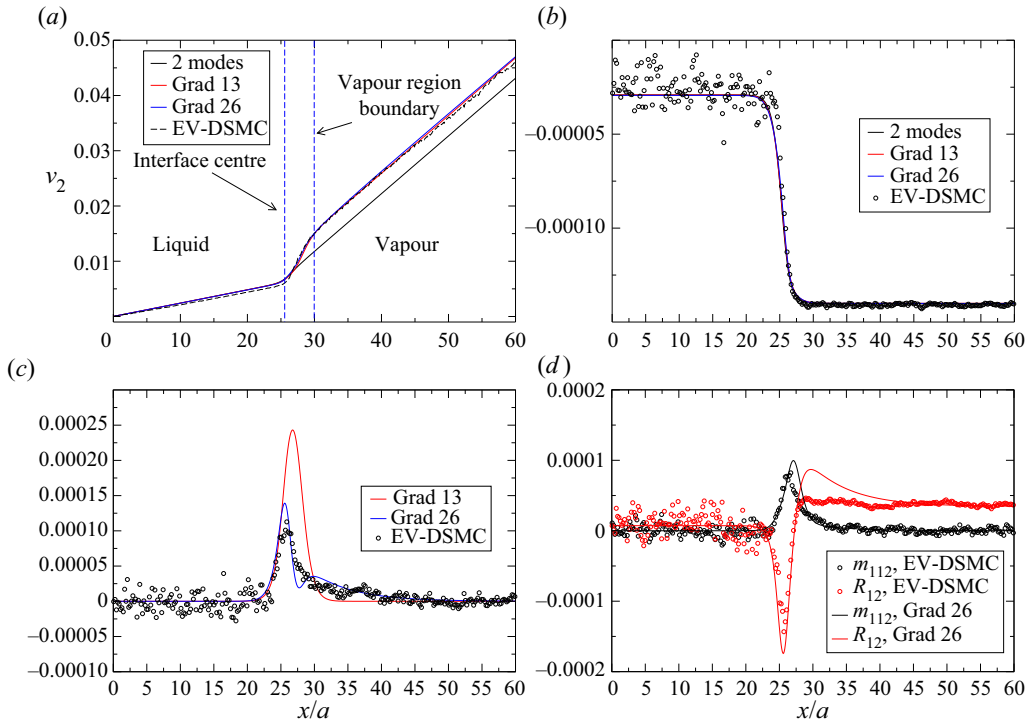 (a)
0.05
0.04
0.03
v2
0.02
0.01
0
5
10
15
20
25
30
35
40
45
50
55
60
2 modes
Grad 13
Grad 26
EV-DSMC
Interface centre
Vapour region
boundary
Liquid
Vapour
(b)
–0.00005
–0.00010
0
5
10
15
20
25
30
35
40
45
50
55
60
2 modes
Grad 13
Grad 26
EV-DSMC
(c)
0.00025
0.00020
0.00015
0.00010
0.00005
0
–0.00005
–0.00010
0
5
10
15
20
25
30
35
40
45
50
55
60
x/a
Grad 13
Grad 26
EV-DSMC
(d)
0.0002
0.0001
0
–0.0001
–0.0002
0
5
10
15
20
25
30
35
40
45
50
55
60
x/a
m112, EV-DSMC
R12, EV-DSMC
m112, Grad 26
R12, Grad 26